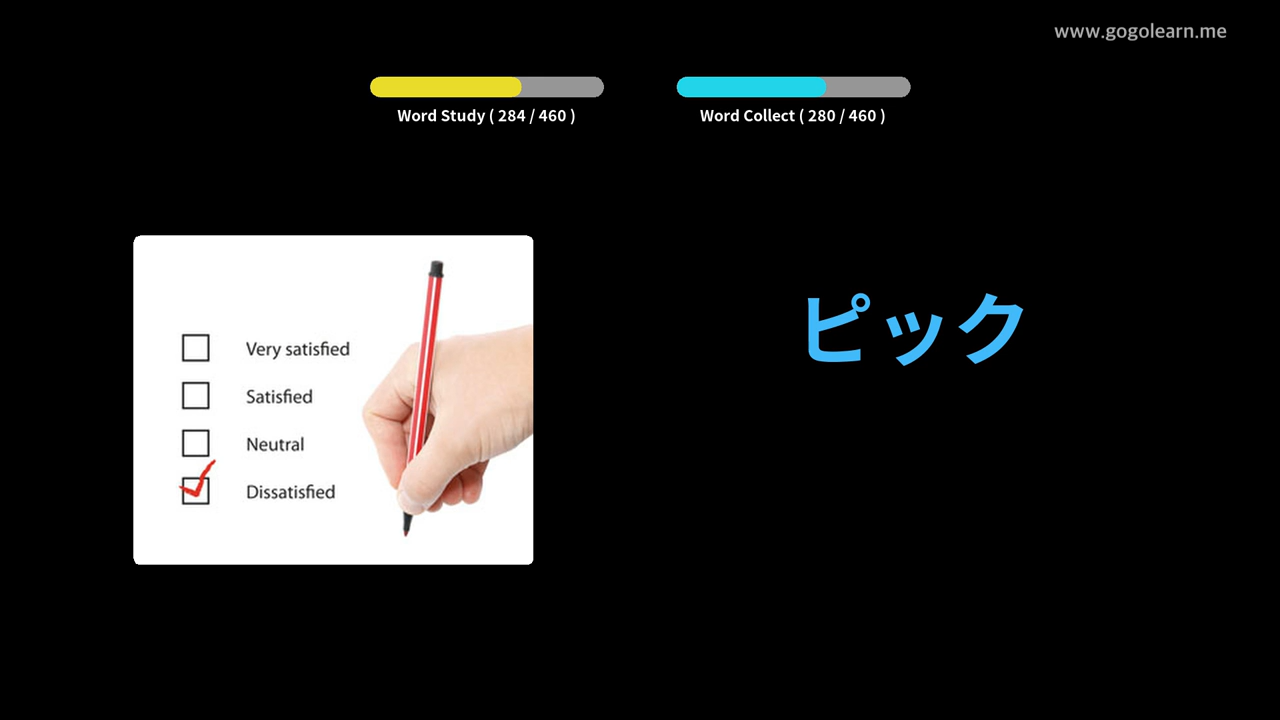 www.gogolearn.me
Word Study ( 284 / 460 )
Word Collect ( 280 / 460 )
ピック
Very satisfied
Satisfied
Neutral
Dissatisfied